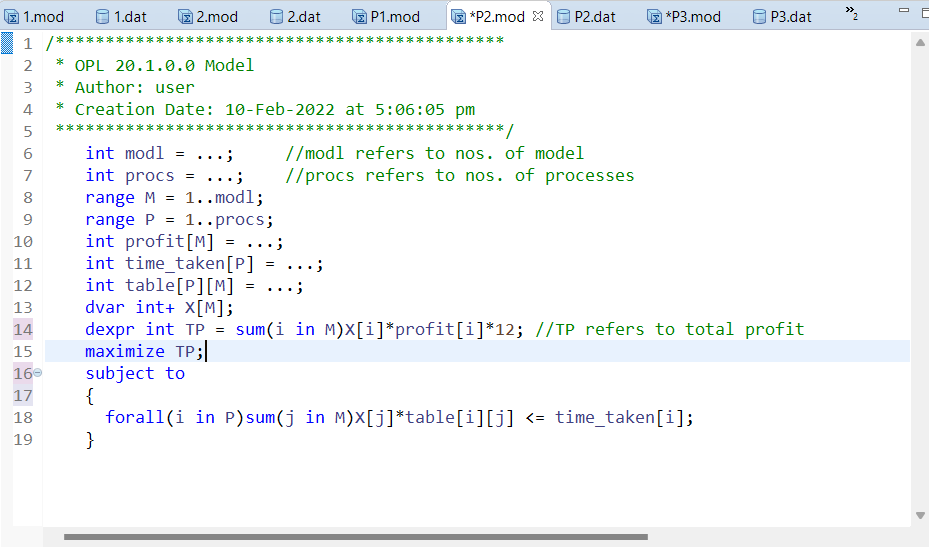 1.mod 1.dat 2.mod 2.dat P1.mod *P2.mod P2.dat *P3.mod P3.dat »2
1 /*********************************************
2 * OPL 20.1.0.0 Model
3 * Author: user
4 * Creation Date: 10-Feb-2022 at 5:06:05 pm
5 *********************************************/
6 int modl = ...; //modl refers to nos. of model
7 int procs = ...; //procs refers to nos. of processes
8 range M = 1..modl;
9 range P = 1..procs;
10 int profit[M] = ...;
11 int time_taken[P] = ...;
12 int table[P][M] = ...;
13 dvar int+ X[M];
14 dexpr int TP = sum(i in M)X[i]*profit[i]*12; //TP refers to total profit
15 maximize TP;
16 subject to
17 {
18 forall(i in P)sum(j in M)X[j]*table[i][j] <= time_taken[i];
19 }